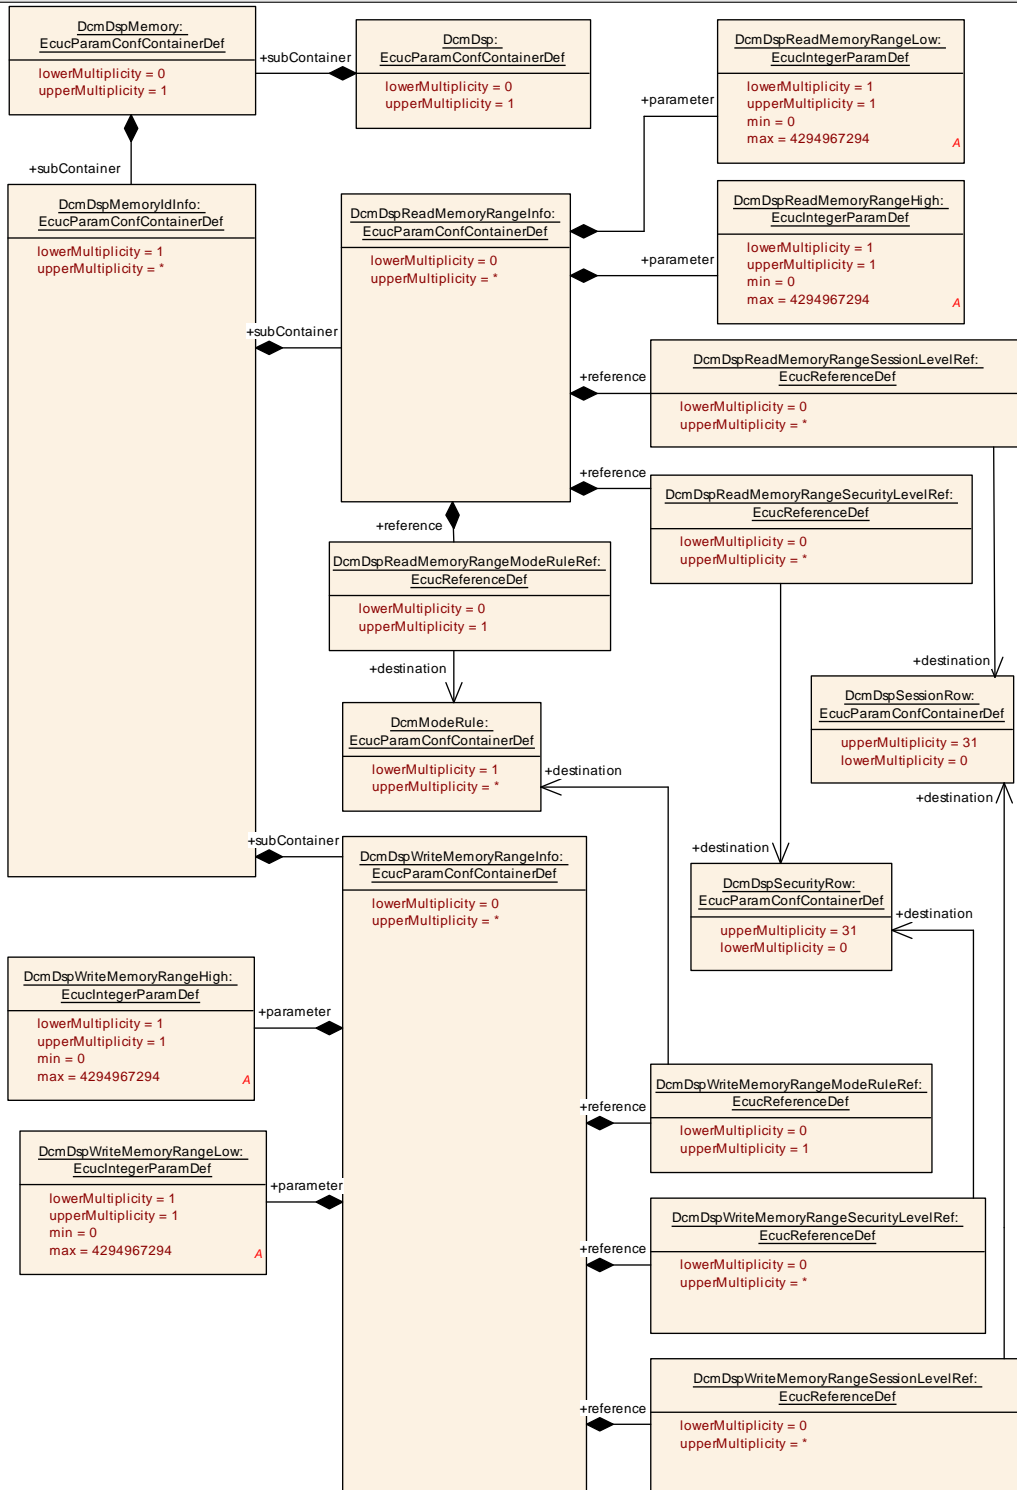 DcmDspMemory:
EcucParamConfContainerDef
lowerMultiplicity = 0
upperMultiplicity = 1
+subContainer
DcmDsp:
EcucParamConfContainerDef
lowerMultiplicity = 0
upperMultiplicity = 1
DcmDspReadMemoryRangeLow:
EcucIntegerParamDef
lowerMultiplicity = 1
upperMultiplicity = 1
min = 0
max = 4294967294
A
+parameter
+subContainer
DcmDspMemoryIdInfo:
EcucParamConfContainerDef
lowerMultiplicity = 1
upperMultiplicity = *
DcmDspReadMemoryRangeInfo:
EcucParamConfContainerDef
lowerMultiplicity = 0
upperMultiplicity = *
DcmDspReadMemoryRangeHigh:
EcucIntegerParamDef
lowerMultiplicity = 1
upperMultiplicity = 1
min = 0
max = 4294967294
A
+parameter
+subContainer
DcmDspReadMemoryRangeSessionLevelRef:
EcucReferenceDef
lowerMultiplicity = 0
upperMultiplicity = *
+reference
+reference
DcmDspReadMemoryRangeSecurityLevelRef:
EcucReferenceDef
lowerMultiplicity = 0
upperMultiplicity = *
+reference
DcmDspReadMemoryRangeModeRuleRef:
EcucReferenceDef
lowerMultiplicity = 0
upperMultiplicity = 1
+destination
+destination
DcmDspSessionRow:
EcucParamConfContainerDef
upperMultiplicity = 31
lowerMultiplicity = 0
+destination
DcmModeRule:
EcucParamConfContainerDef
lowerMultiplicity = 1
upperMultiplicity = *
+destination
+subContainer
DcmDspWriteMemoryRangeInfo:
EcucParamConfContainerDef
lowerMultiplicity = 0
upperMultiplicity = *
+destination
DcmDspSecurityRow:
EcucParamConfContainerDef
upperMultiplicity = 31
lowerMultiplicity = 0
+destination
DcmDspWriteMemoryRangeHigh:
EcucIntegerParamDef
lowerMultiplicity = 1
upperMultiplicity = 1
min = 0
max = 4294967294
A
+parameter
DcmDspWriteMemoryRangeModeRuleRef:
EcucReferenceDef
lowerMultiplicity = 0
upperMultiplicity = 1
+reference
DcmDspWriteMemoryRangeLow:
EcucIntegerParamDef
lowerMultiplicity = 1
upperMultiplicity = 1
min = 0
max = 4294967294
A
+parameter
DcmDspWriteMemoryRangeSecurityLevelRef:
EcucReferenceDef
lowerMultiplicity = 0
upperMultiplicity = *
+reference
DcmDspWriteMemoryRangeSessionLevelRef:
EcucReferenceDef
lowerMultiplicity = 0
upperMultiplicity = *
+reference